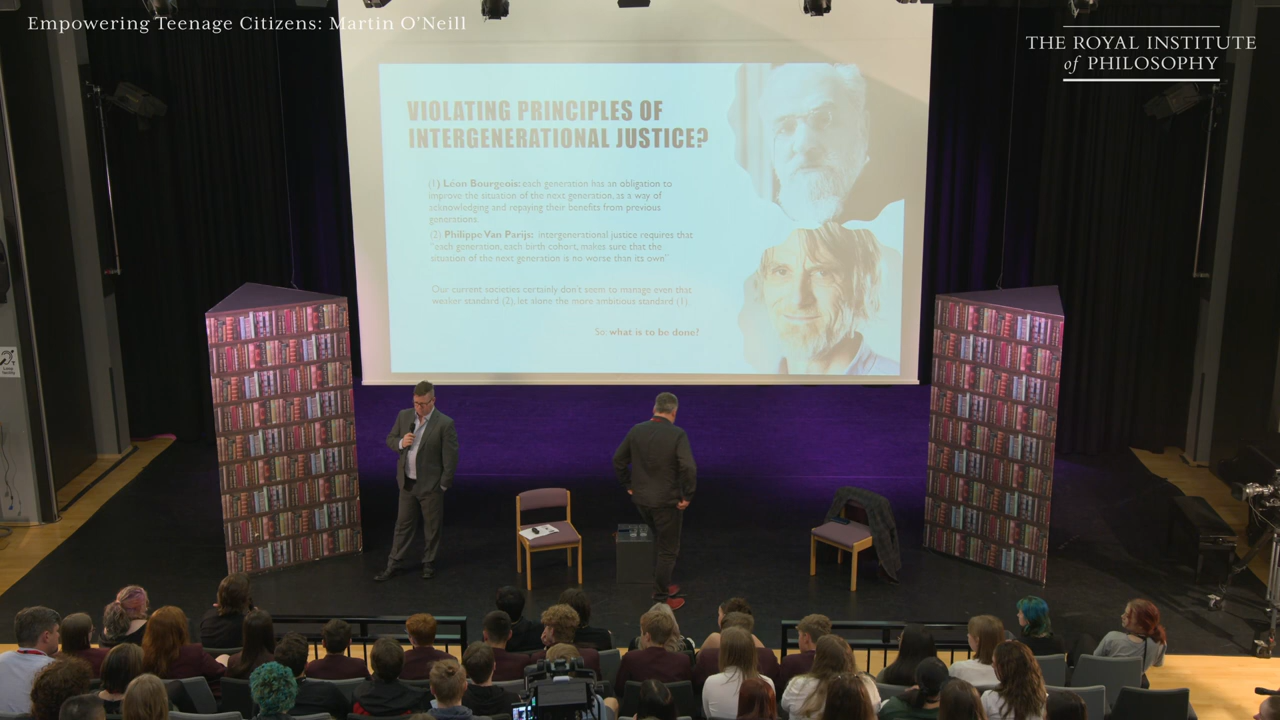 Empowering Teenage Citizens: Martin O'Neill
THE ROYAL INSTITUTE
of PHILOSOPHY
VIOLATING PRINCIPLES OF
INTERGENERATIONAL JUSTICE?
(1) Léon Bourgeois: each generation has an obligation to
improve the situation of the next generation, as a way of
acknowledging and repaying their benefits from previous
generations.
(2) Philippe Van Parijs: intergenerational justice requires that
"each generation, each birth cohort, makes sure that the
situation of the next generation is no worse than its own"
Our current societies certainly don't seem to manage even that
weaker standard (2), let alone the more ambitious standard (1).
So: what is to be done?